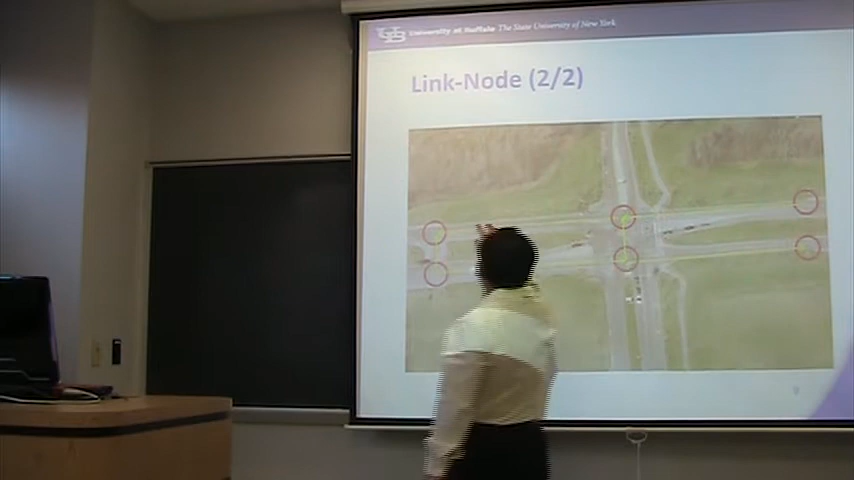 University at Buffalo The State University of New York
Link-Node (2/2)